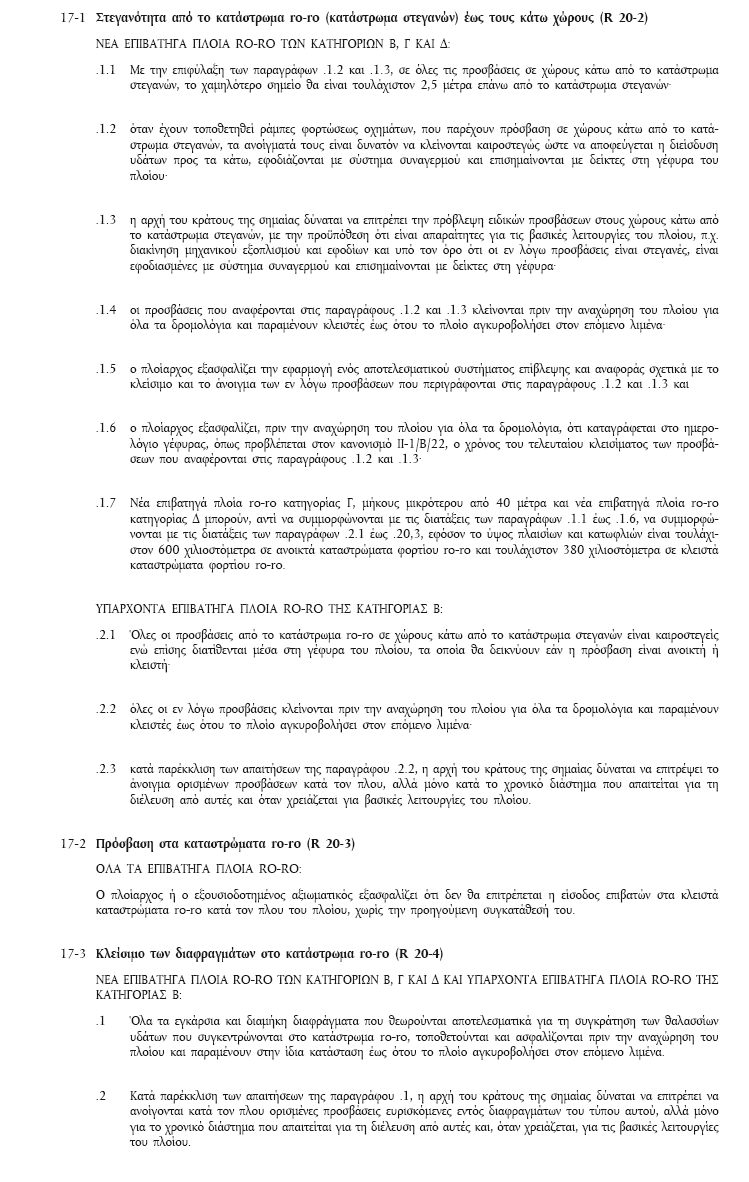 17-1 Στεγανότητα από το κατάστρωμα ro-ro (κατάστρωμα στεγανών) έως τους κάτω χώρους (R 20-2)
ΝΕΑ ΕΠΙΒΑΤΗΓΑ ΠΛΟΙΑ RO-RO ΤΩΝ ΚΑΤΗΓΟΡΙΩΝ Β, Γ ΚΑΙ Δ:
.1.1 Με την επιφύλαξη των παραγράφων .1.2 και .1.3, σε όλες τις προσβάσεις σε χώρους κάτω από το κατάστρωμα
στεγανών, το χαμηλότερο σημείο θα είναι τουλάχιστον 2,5 μέτρα επάνω από το κατάστρωμα στεγανών·
.1.2 όταν έχουν τοποθετηθεί ράμπες φορτώσεως οχημάτων, που παρέχουν πρόσβαση σε χώρους κάτω από το κατά-
στρωμα στεγανών, τα ανοίγματά τους είναι δυνατόν να κλείνονται καιροστεγώς ώστε να αποφεύγεται η διείσδυση
υδάτων προς τα κάτω, εφοδιάζονται με σύστημα συναγερμού και επισημαίνονται με δείκτες στη γέφυρα του
πλοίου·
.1.3 η αρχή του κράτους της σημαίας δύναται να επιτρέπει την πρόβλεψη ειδικών προσβάσεων στους χώρους κάτω από
το κατάστρωμα στεγανών, με την προϋπόθεση ότι είναι απαραίτητες για τις βασικές λειτουργίες του πλοίου, π.χ.
διακίνηση μηχανικού εξοπλισμού και εφοδίων και υπό τον όρο ότι οι εν λόγω προσβάσεις είναι στεγανές, είναι
εφοδιασμένες με σύστημα συναγερμού και επισημαίνονται με δείκτες στη γέφυρα·
.1.4 οι προσβάσεις που αναφέρονται στις παραγράφους .1.2 και .1.3 κλείνονται πριν την αναχώρηση του πλοίου για
όλα τα δρομολόγια και παραμένουν κλειστές έως ότου το πλοίο αγκυροβολήσει στον επόμενο λιμένα·
.1.5 ο πλοίαρχος εξασφαλίζει την εφαρμογή ενός αποτελεσματικού συστήματος επίβλεψης και αναφοράς σχετικά με το
κλείσιμο και το άνοιγμα των εν λόγω προσβάσεων που περιγράφονται στις παραγράφους .1.2 και .1.3 και
.1.6 ο πλοίαρχος εξασφαλίζει, πριν την αναχώρηση του πλοίου για όλα τα δρομολόγια, ότι καταγράφεται στο ημερο-
λόγιο γέφυρας, όπως προβλέπεται στον κανονισμό II-1/B/22, ο χρόνος του τελευταίου κλεισίματος των προσβά-
σεων που αναφέρονται στις παραγράφους .1.2 και .1.3·
.1.7 Νέα επιβατηγά πλοία ro-ro κατηγορίας Γ, μήκους μικρότερου από 40 μέτρα και νέα επιβατηγά πλοία ro-ro
κατηγορίας Δ μπορούν, αντί να συμμορφώνονται με τις διατάξεις των παραγράφων .1.1 έως .1.6, να συμμορφώ-
νονται με τις διατάξεις των παραγράφων .2.1 έως .20,3, εφόσον το ύψος πλαισίων και κατωφλιών είναι τουλάχι-
στον 600 χιλιοστόμετρα σε ανοικτά καταστρώματα φορτίου ro-ro και τουλάχιστον 380 χιλιοστόμετρα σε κλειστά
καταστρώματα φορτίου ro-ro.
ΥΠΑΡΧΟΝΤΑ ΕΠΙΒΑΤΗΓΑ ΠΛΟΙΑ RO-RO ΤΗΣ ΚΑΤΗΓΟΡΙΑΣ Β:
.2.1 Όλες οι προσβάσεις από το κατάστρωμα ro-ro σε χώρους κάτω από το κατάστρωμα στεγανών είναι καιροστεγείς
ενώ επίσης διατίθενται μέσα στη γέφυρα του πλοίου, τα οποία θα δεικνύουν εάν η πρόσβαση είναι ανοικτή ή
κλειστή·
.2.2 όλες οι εν λόγω προσβάσεις κλείνονται πριν την αναχώρηση του πλοίου για όλα τα δρομολόγια και παραμένουν
κλειστές έως ότου το πλοίο αγκυροβολήσει στον επόμενο λιμένα·
.2.3 κατά παρέκκλιση των απαιτήσεων της παραγράφου .2.2, η αρχή του κράτους της σημαίας δύναται να επιτρέψει το
άνοιγμα ορισμένων προσβάσεων κατά τον πλου, αλλά μόνο κατά το χρονικό διάστημα που απαιτείται για τη
διέλευση από αυτές και όταν χρειάζεται για βασικές λειτουργίες του πλοίου.
17-2 Πρόσβαση στα καταστρώματα ro-ro (R 20-3)
ΟΛΑ ΤΑ ΕΠΙΒΑΤΗΓΑ ΠΛΟΙΑ RO-RO:
Ο πλοίαρχος ή ο εξουσιοδοτημένος αξιωματικός εξασφαλίζει ότι δεν θα επιτρέπεται η είσοδος επιβατών στα κλειστά
καταστρώματα ro-ro κατά τον πλου του πλοίου, χωρίς την προηγούμενη συγκατάθεσή του.
17-3 Κλείσιμο των διαφραγμάτων στο κατάστρωμα ro-ro (R 20-4)
ΝΕΑ ΕΠΙΒΑΤΗΓΑ ΠΛΟΙΑ RO-RO ΤΩΝ ΚΑΤΗΓΟΡΙΩΝ Β, Γ ΚΑΙ Δ ΚΑΙ ΥΠΑΡΧΟΝΤΑ ΕΠΙΒΑΤΗΓΑ ΠΛΟΙΑ RO-RO ΤΗΣ
ΚΑΤΗΓΟΡΙΑΣ Β:
.1 Όλα τα εγκάρσια και διαμήκη διαφράγματα που θεωρούνται αποτελεσματικά για τη συγκράτηση των θαλασσίων
υδάτων που συγκεντρώνονται στο κατάστρωμα ro-ro, τοποθετούνται και ασφαλίζονται πριν την αναχώρηση του
πλοίου και παραμένουν στην ίδια κατάσταση έως ότου το πλοίο αγκυροβολήσει στον επόμενο λιμένα.
.2 Κατά παρέκκλιση των απαιτήσεων της παραγράφου .1, η αρχή του κράτους της σημαίας δύναται να επιτρέπει να
ανοίγονται κατά τον πλου ορισμένες προσβάσεις ευρισκόμενες εντός διαφραγμάτων του τύπου αυτού, αλλά μόνο
για το χρονικό διάστημα που απαιτείται για τη διέλευση από αυτές και, όταν χρειάζεται, για τις βασικές λειτουργίες
του πλοίου.